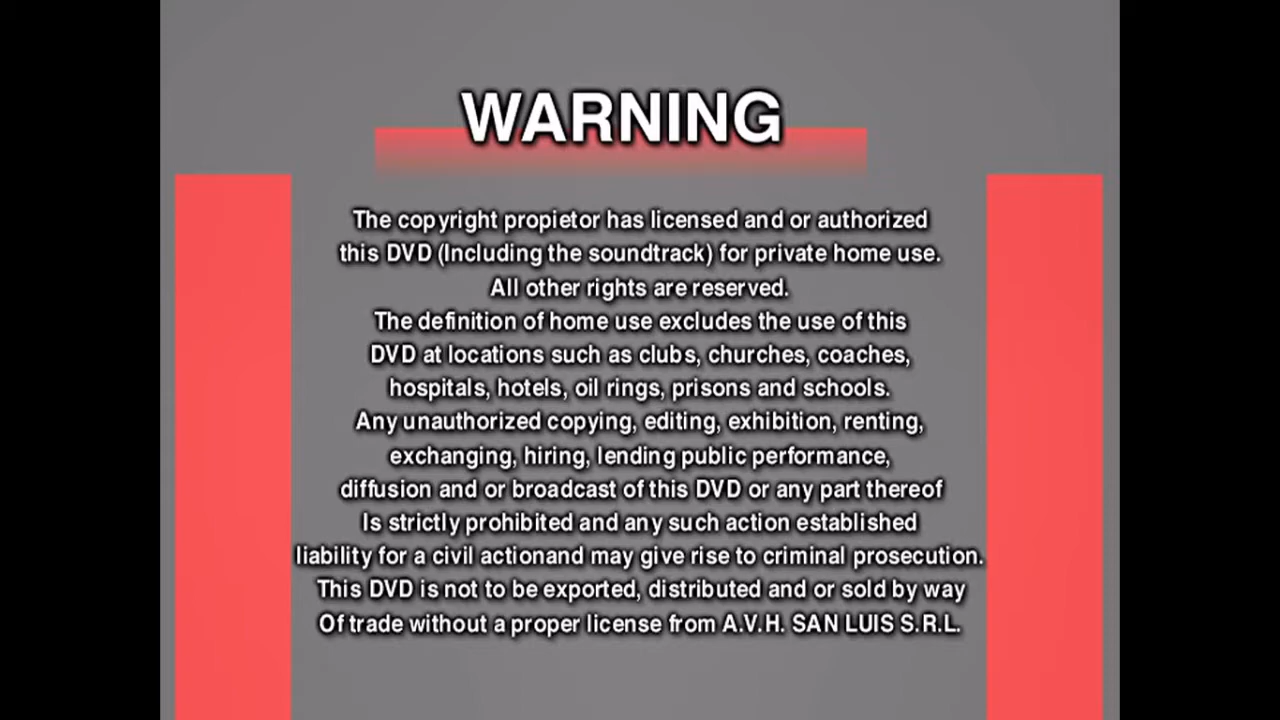 WARNING
The copyright propietor has licensed and or authorized
this DVD (Including the soundtrack) for private home use.
All other rights are reserved.
The definition of home use excludes the use of this
DVD at locations such as clubs, churches, coaches,
hospitals, hotels, oil rings, prisons and schools.
Any unauthorized copying, editing, exhibition, renting,
exchanging, hiring, lending public performance,
diffusion and or broadcast of this DVD or any part thereof
Is strictly prohibited and any such action established
liability for a civil actionand may give rise to criminal prosecution.
This DVD is not to be exported, distributed and or sold by way
Of trade without a proper license from A.V.H. SAN LUIS S.R.L.